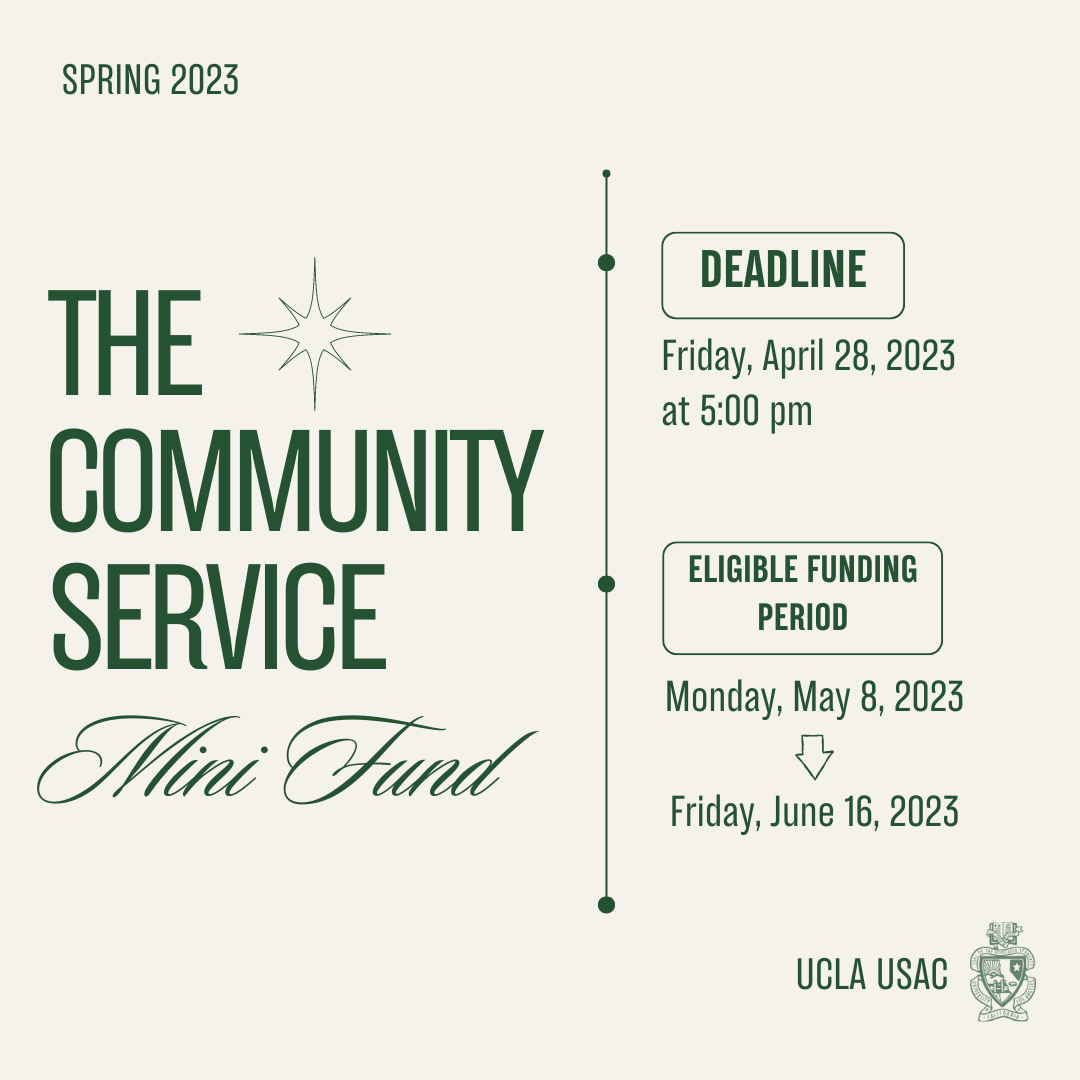 SPRING 2023
THE
COMMUNITY
SERVICE
Mini Fund
DEADLINE
Friday, April 28, 2023
at 5:00 pm
ELIGIBLE FUNDING
PERIOD
Monday, May 8, 2023
Friday, June 16, 2023
UCLA USAC